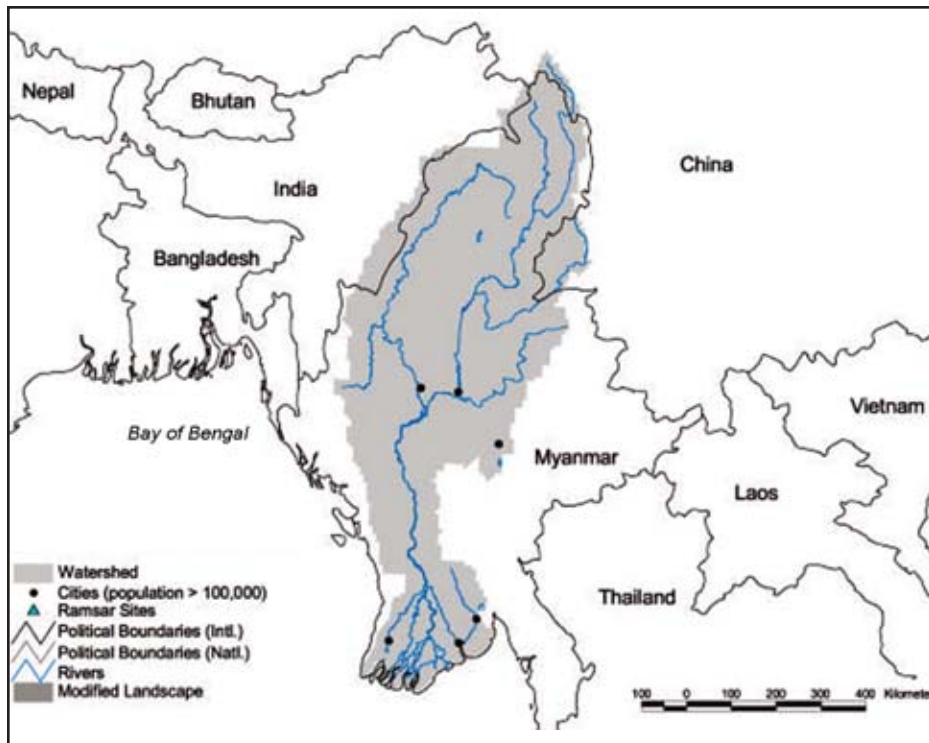 Nepal
Bhutan
China
India
Bangladesh
Vietnam
Bay of Bengal
Myanmar
Laos
Thailand
Watershed
Cities (population > 100,000)
Ramsar Sites
Political Boundaries (Intl.)
Political Boundaries (Natl.)
Rivers
Modified Landscape
100 0 100 200 300 400 Kilomete